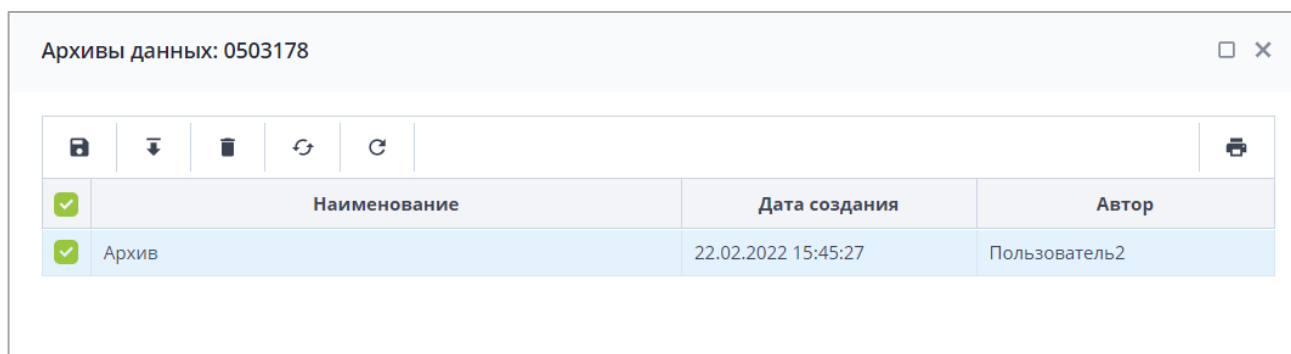 Архивы данных: 0503178
Наименование Дата создания Автор
Архив 22.02.2022 15:45:27 Пользователь2